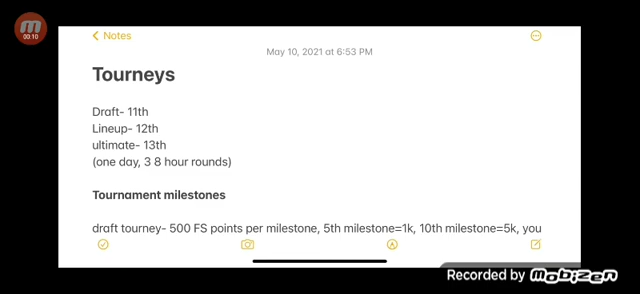 00:10
Notes
May 10, 2021 at 6:53 PM
Tourneys
Draft- 11th
Lineup- 12th
ultimate- 13th
(one day, 3 8 hour rounds)
Tournament milestones
draft tourney- 500 FS points per milestone, 5th milestone=1k, 10th milestone=5k, you
Recorded by mobizen